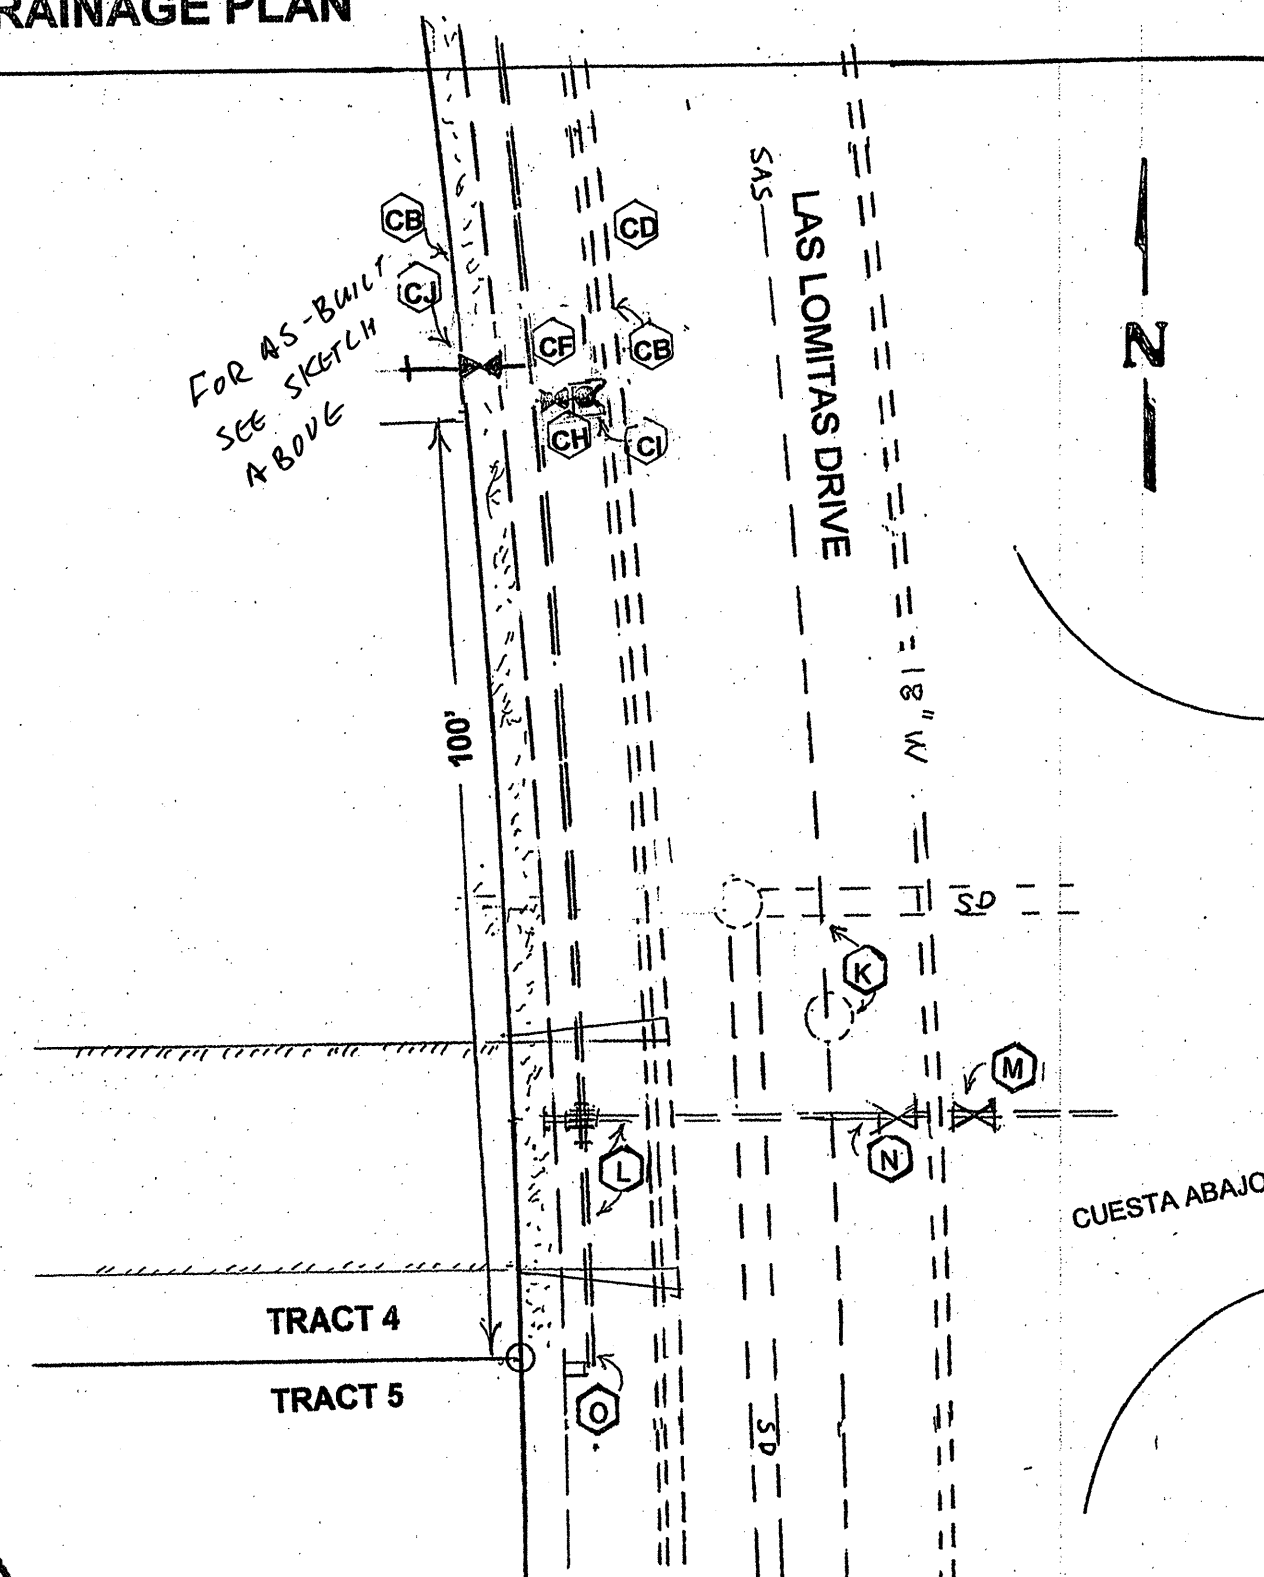 RAINAGE PLAN
CB
CD
CJ
CF
CB
CH
CI
FOR AS-BUILT
SEE SKETCH
ABOVE
SAS
LAS LOMITAS DRIVE
N
100'
18" W
SD
K
M
N
L
CUESTA ABAJO
TRACT 4
TRACT 5
O
SD